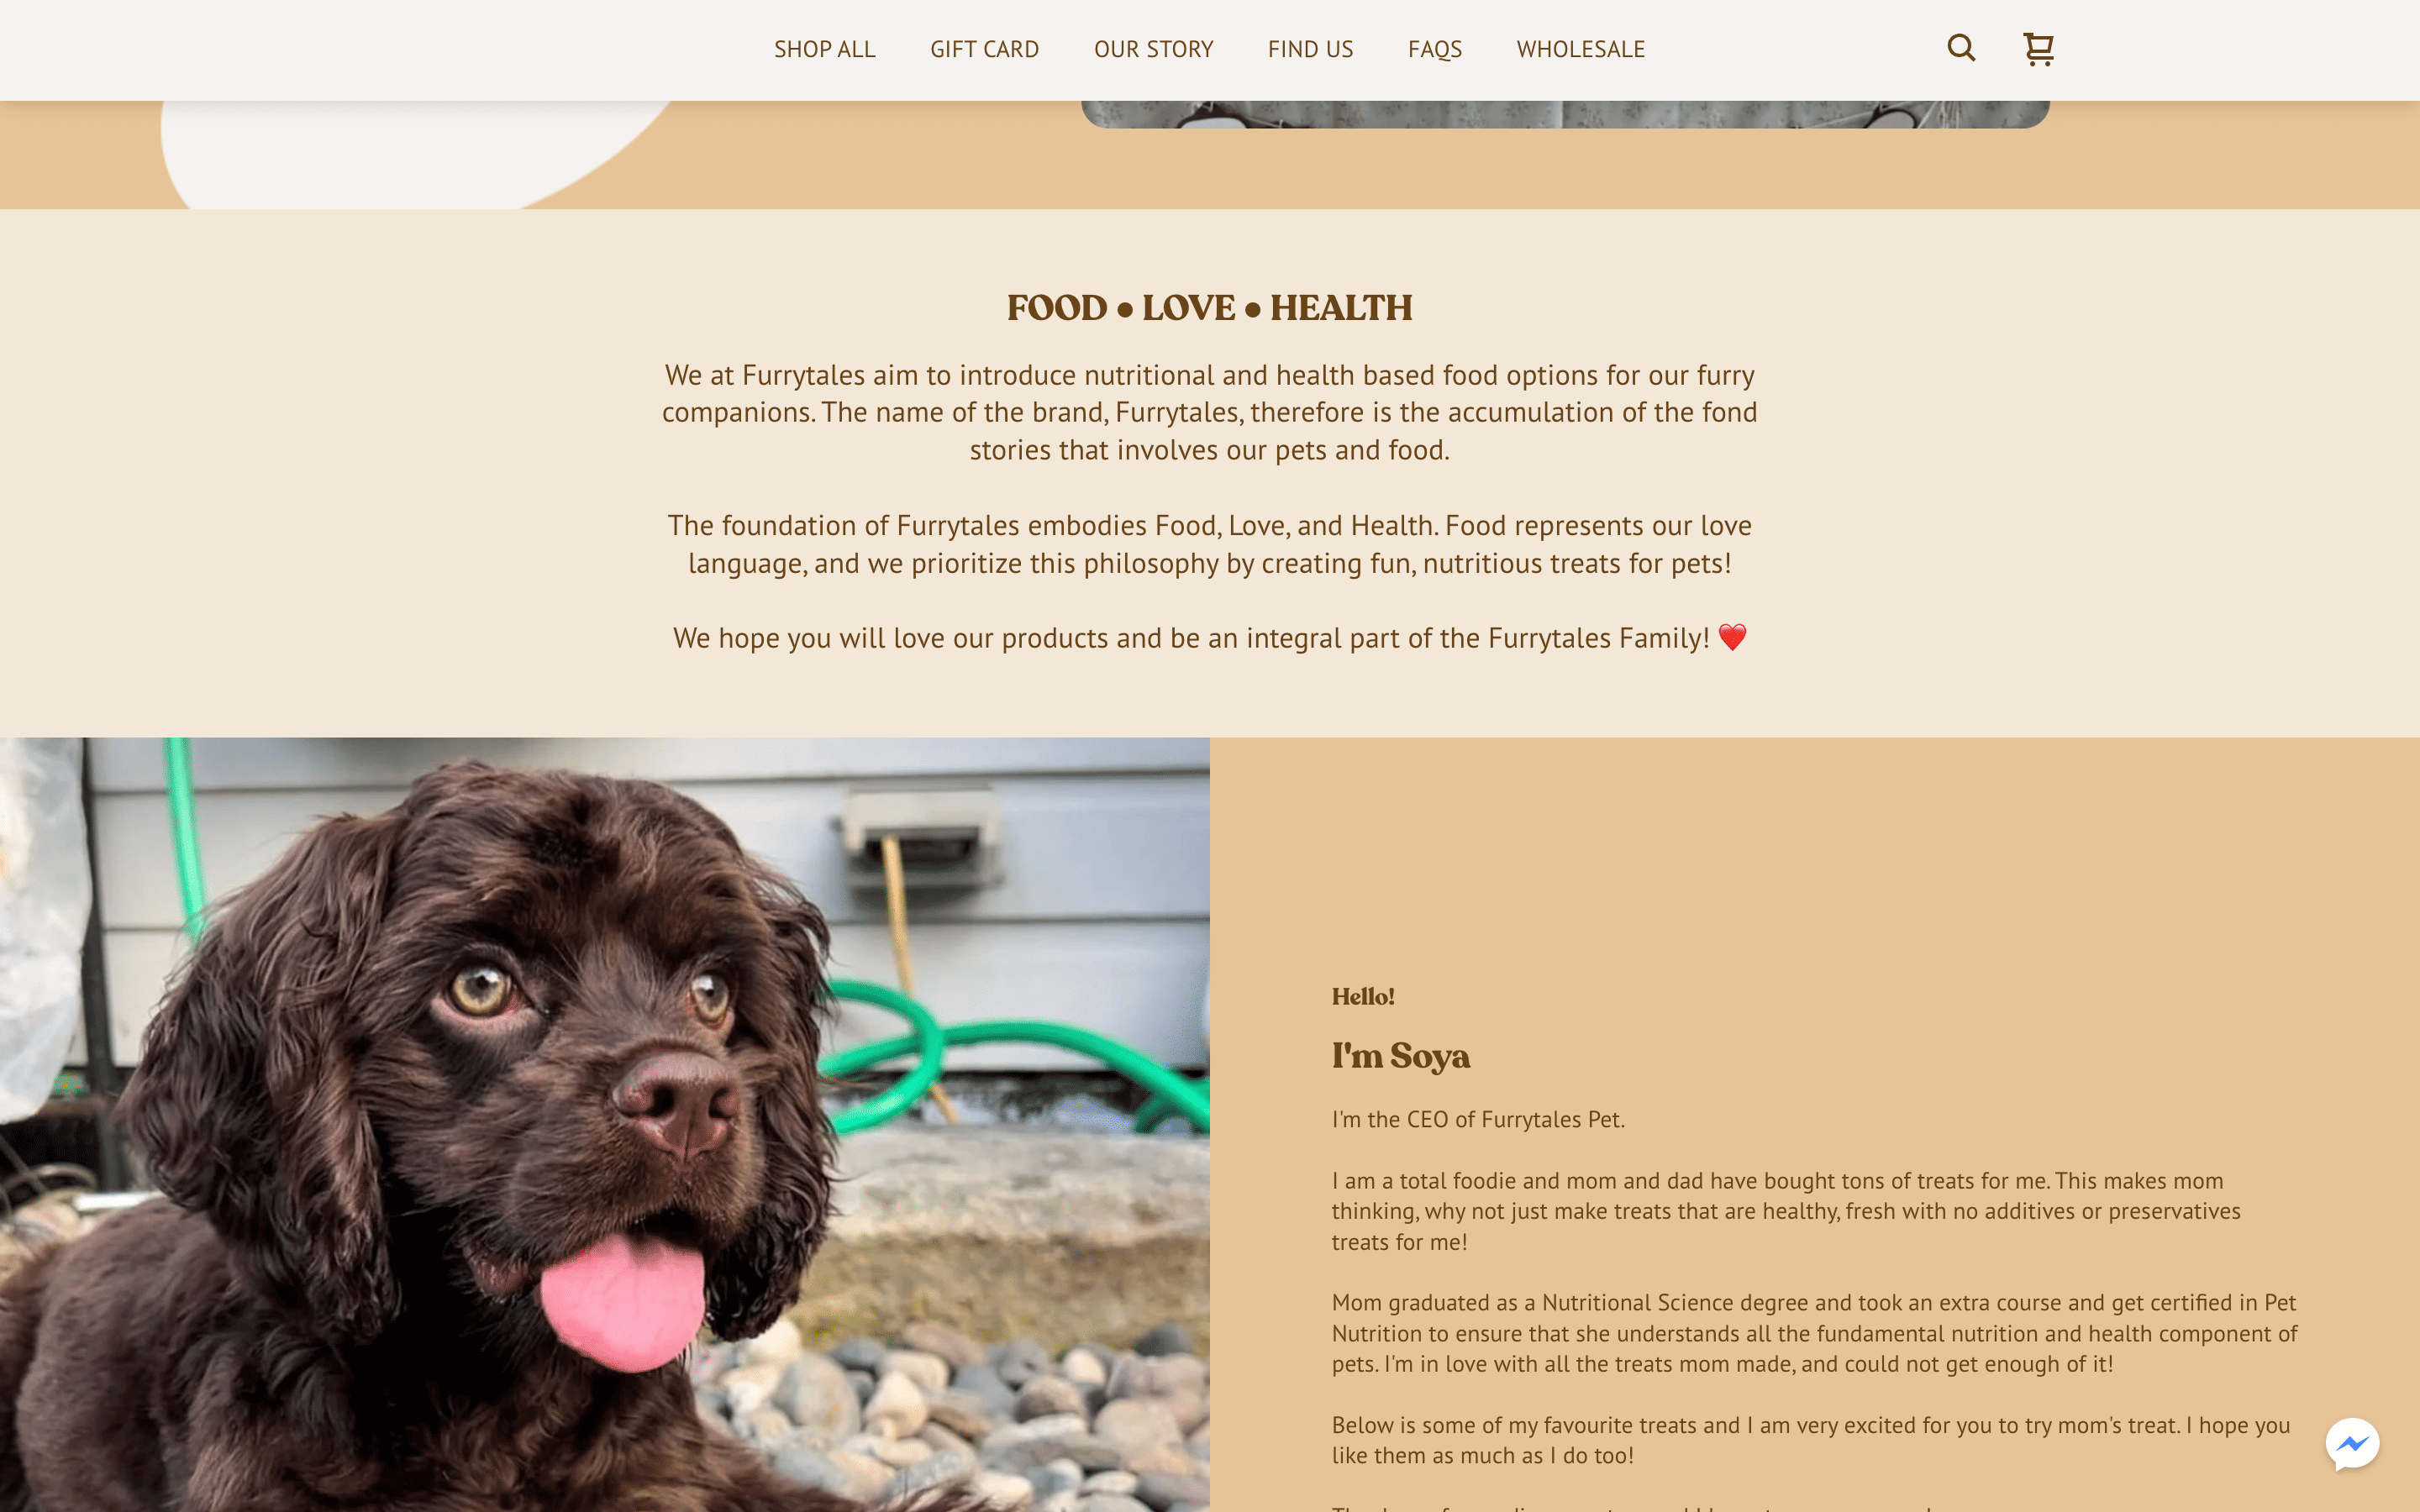 SHOP ALL GIFT CARD OUR STORY FIND US FAQS WHOLESALE
FOOD • LOVE • HEALTH
We at Furrytales aim to introduce nutritional and health based food options for our furry
companions. The name of the brand, Furrytales, therefore is the accumulation of the fond
stories that involves our pets and food.
The foundation of Furrytales embodies Food, Love, and Health. Food represents our love
language, and we prioritize this philosophy by creating fun, nutritious treats for pets!
We hope you will love our products and be an integral part of the Furrytales Family! ❤️
Hello!
I'm Soya
I'm the CEO of Furrytales Pet.
I am a total foodie and mom and dad have bought tons of treats for me. This makes mom
thinking, why not just make treats that are healthy, fresh with no additives or preservatives
treats for me!
Mom graduated as a Nutritional Science degree and took an extra course and get certified in Pet
Nutrition to ensure that she understands all the fundamental nutrition and health component of
pets. I'm in love with all the treats mom made, and could not get enough of it!
Below is some of my favourite treats and I am very excited for you to try mom's treat. I hope you
like them as much as I do too!